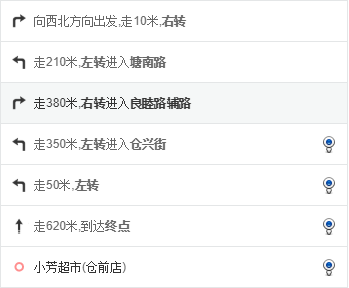 向西北方向出发,走10米,右转
走210米,左转进入塘南路
走380米,右转进入良睦路辅路
走350米,左转进入仓兴街
走50米,左转
走620米,到达终点
小芳超市(仓前店)